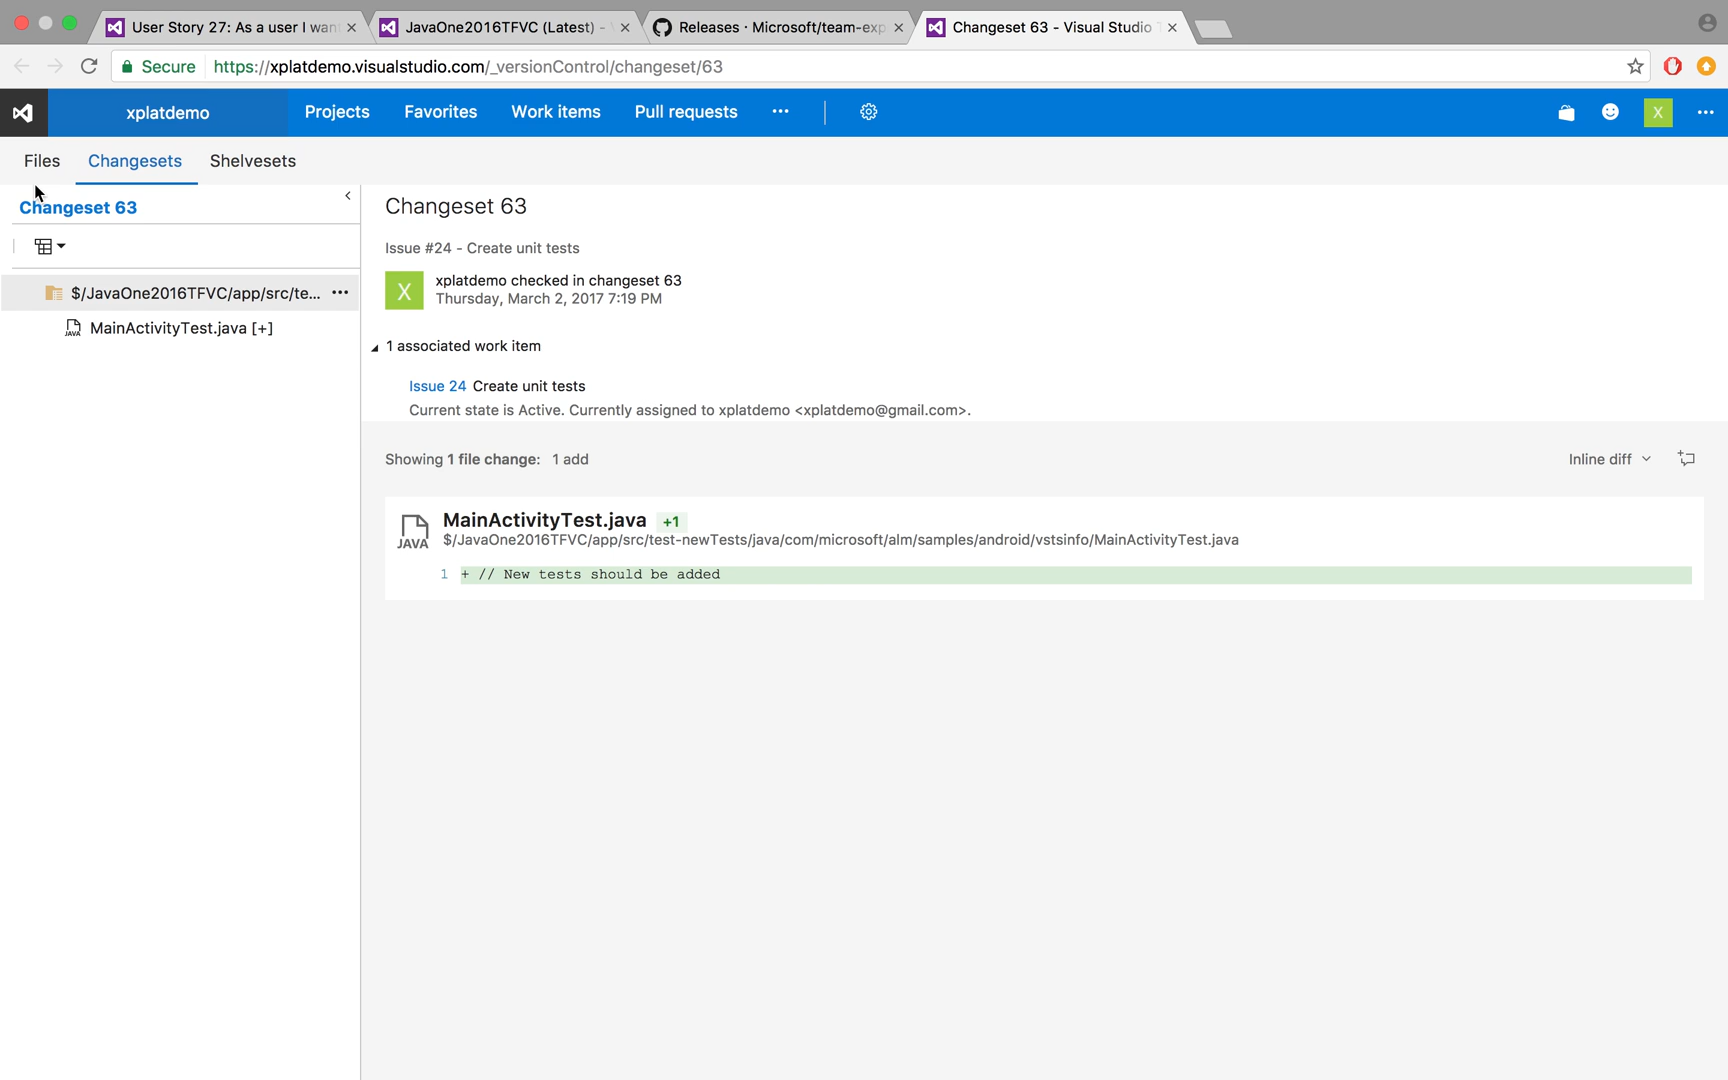 User Story 27: As a user I wan
JavaOne2016TFVC (Latest) -
Releases · Microsoft/team-exp
Changeset 63 - Visual Studio
Secure
https://xplatdemo.visualstudio.com/_versionControl/changeset/63
xplatdemo
Projects
Favorites
Work items
Pull requests
X
Files
Changesets
Shelvesets
Changeset 63
$/JavaOne2016TFVC/app/src/te...
MainActivityTest.java [+]
Changeset 63
Issue #24 - Create unit tests
X
xplatdemo checked in changeset 63
Thursday, March 2, 2017 7:19 PM
1 associated work item
Issue 24 Create unit tests
Current state is Active. Currently assigned to xplatdemo <xplatdemo@gmail.com>.
Showing 1 file change: 1 add
Inline diff
JAVA
MainActivityTest.java +1
$/JavaOne2016TFVC/app/src/test-newTests/java/com/microsoft/alm/samples/android/vstsinfo/MainActivityTest.java
1 + // New tests should be added